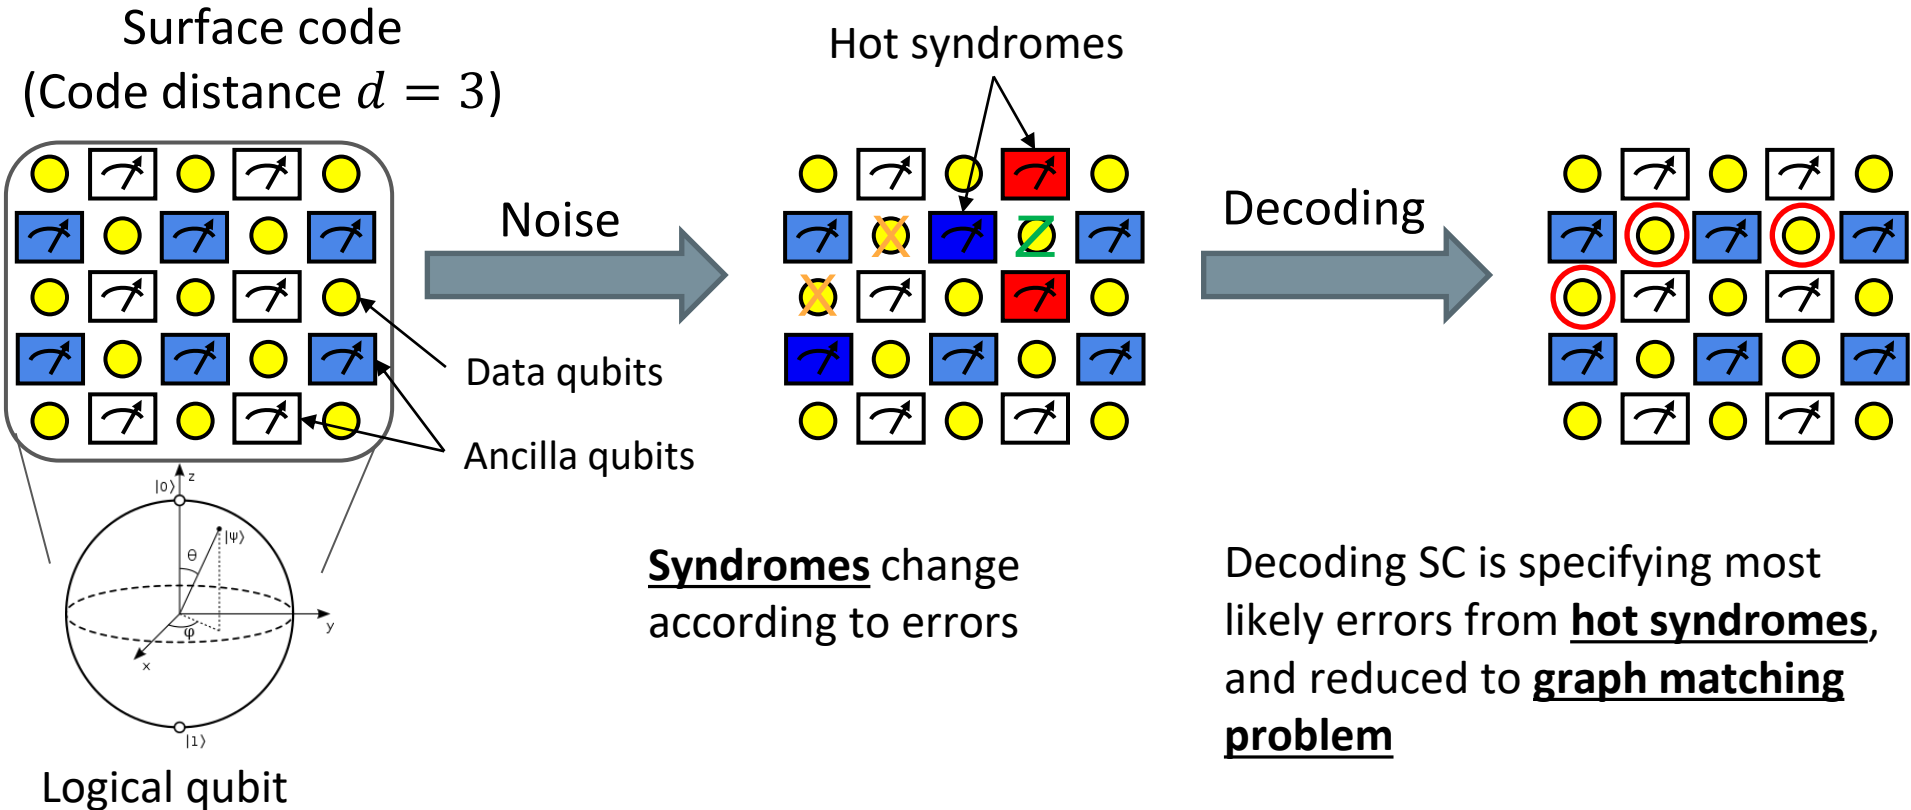 Surface code
(Code distance d = 3)
Hot syndromes
Noise
X
Z
X
Decoding
Data qubits
Ancilla qubits
|0⟩
z
|ψ⟩
θ
φ
y
x
|1⟩
Logical qubit
Syndromes change
according to errors
Decoding SC is specifying most
likely errors from hot syndromes,
and reduced to graph matching
problem